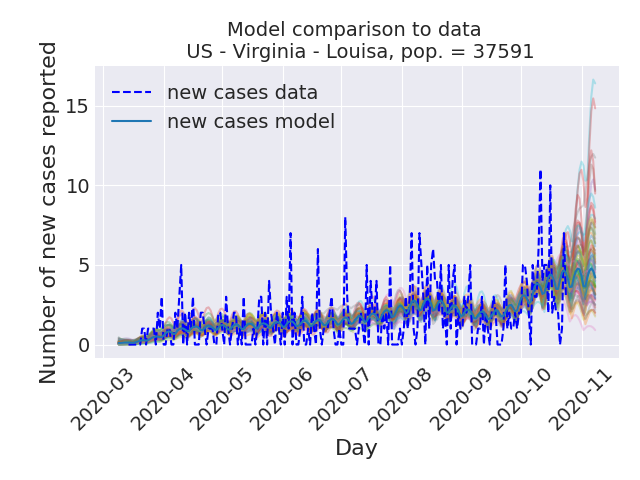 Model comparison to data
US - Virginia - Louisa, pop. = 37591
new cases data
new cases model
Number of new cases reported
15
10
5
0
2020-03
2020-04
2020-05
2020-06
2020-07
2020-08
2020-09
2020-10
2020-11
Day